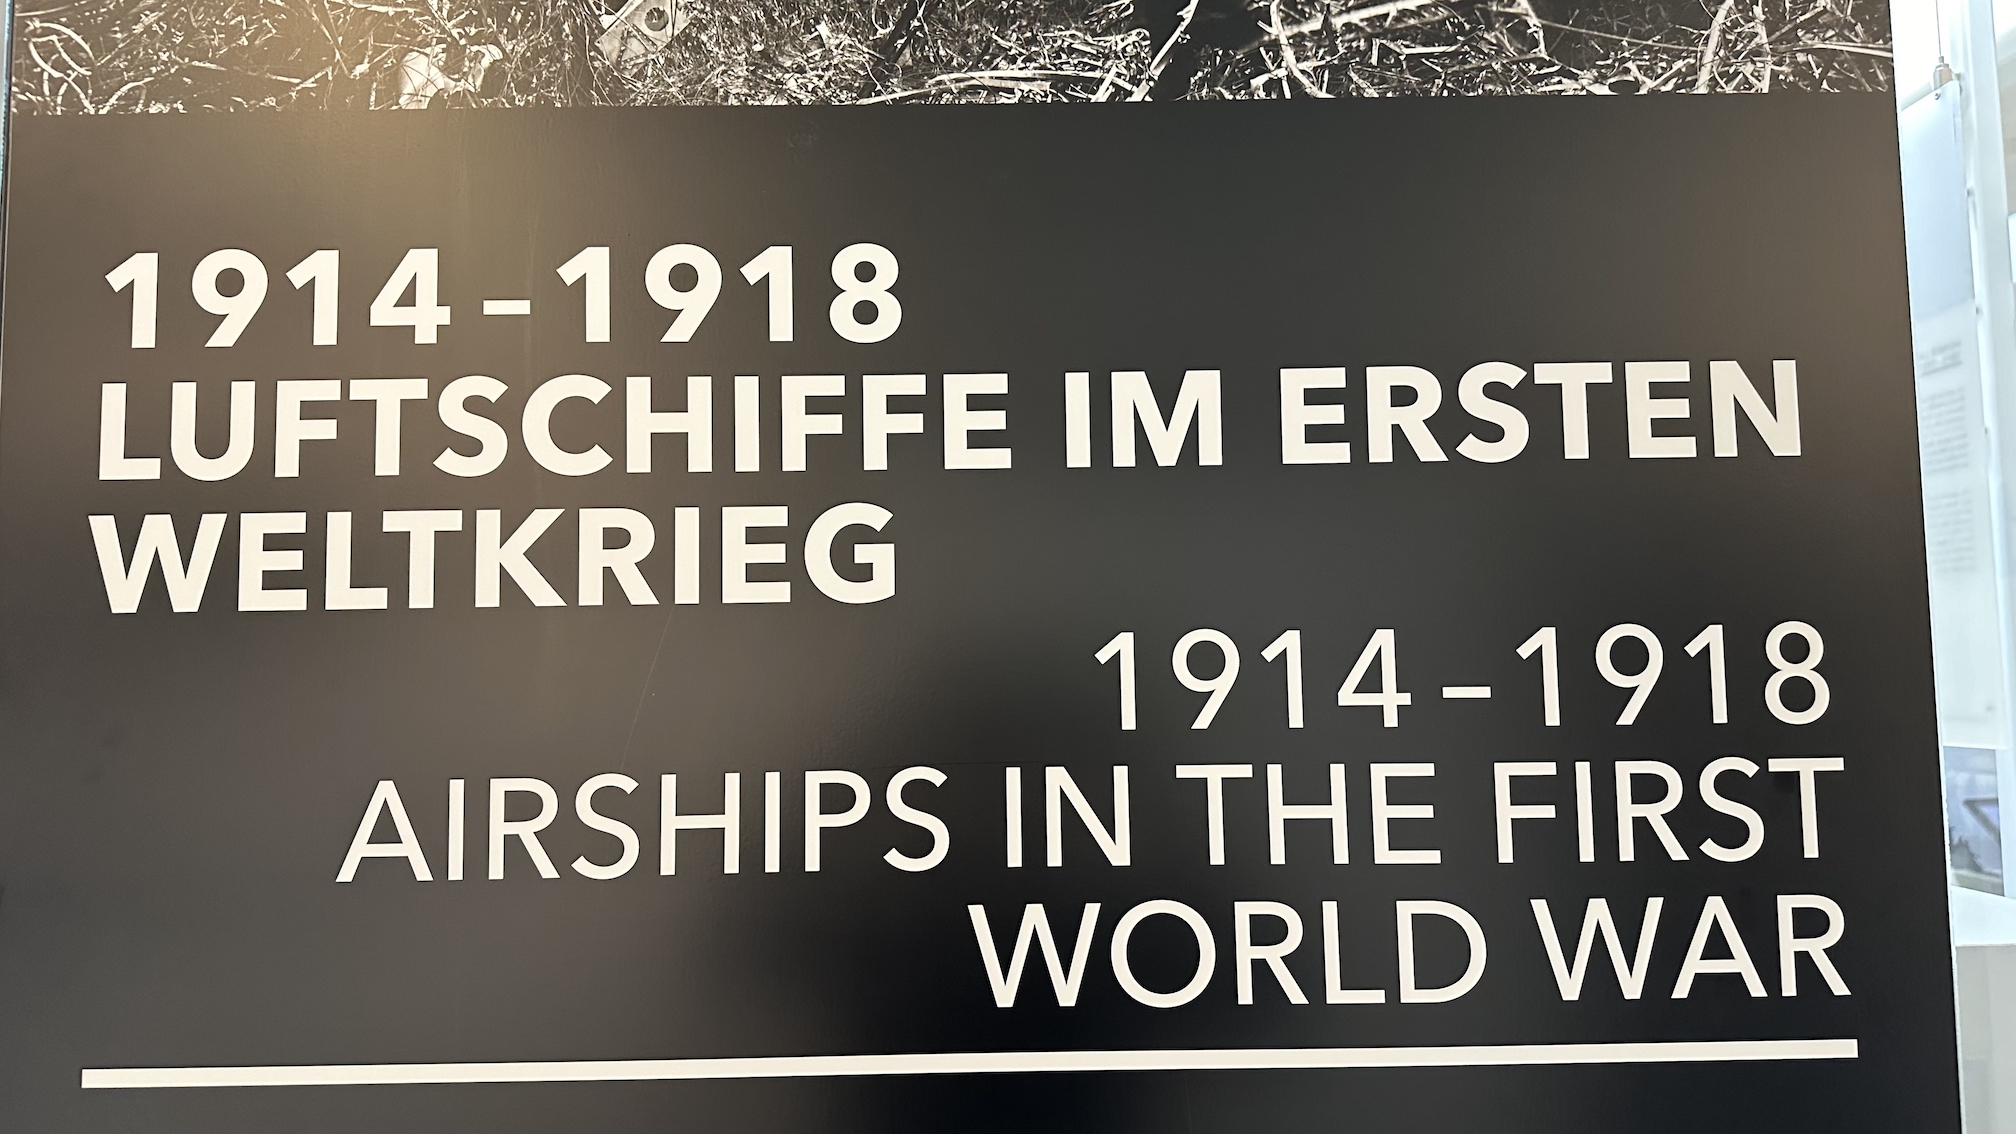 1914 – 1918
LUFTSCHIFFE IM ERSTEN
WELTKRIEG
1914 – 1918
AIRSHIPS IN THE FIRST
WORLD WAR